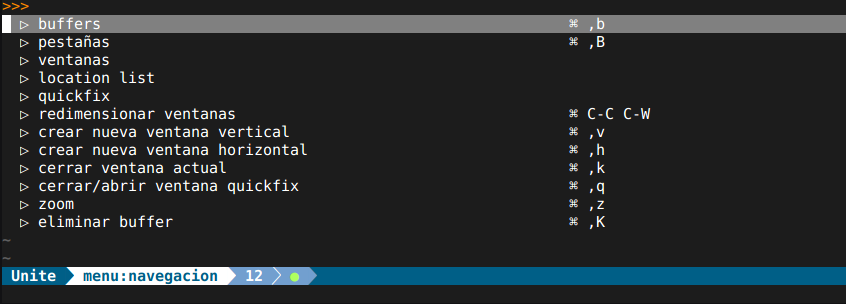 >>>
▷ buffers ⌘ ,b
▷ pestañas ⌘ ,B
▷ ventanas
▷ location list
▷ quickfix
▷ redimensionar ventanas ⌘ C-C C-W
▷ crear nueva ventana vertical ⌘ ,v
▷ crear nueva ventana horizontal ⌘ ,h
▷ cerrar ventana actual ⌘ ,k
▷ cerrar/abrir ventana quickfix ⌘ ,q
▷ zoom ⌘ ,z
▷ eliminar buffer ⌘ ,K
~
~
Unite menu:navegacion 12 ●